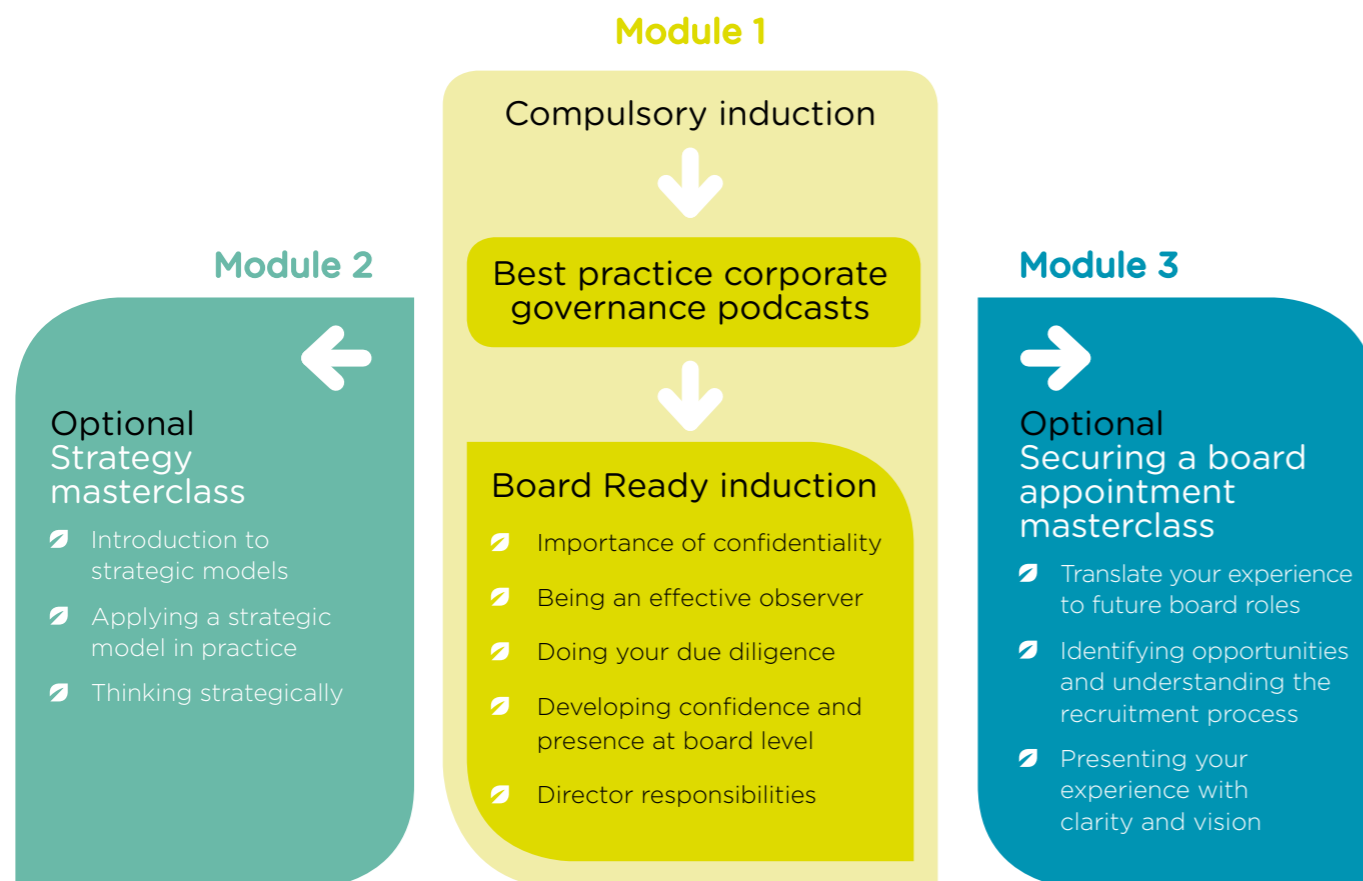 Module 1
Compulsory induction
Best practice corporate
governance podcasts
Board Ready induction
Importance of confidentiality
Being an effective observer
Doing your due diligence
Developing confidence and
presence at board level
Director responsibilities
Module 2
Optional
Strategy
masterclass
Introduction to
strategic models
Applying a strategic
model in practice
Thinking strategically
Module 3
Optional
Securing a board
appointment
masterclass
Translate your experience
to future board roles
Identifying opportunities
and understanding the
recruitment process
Presenting your
experience with
clarity and vision